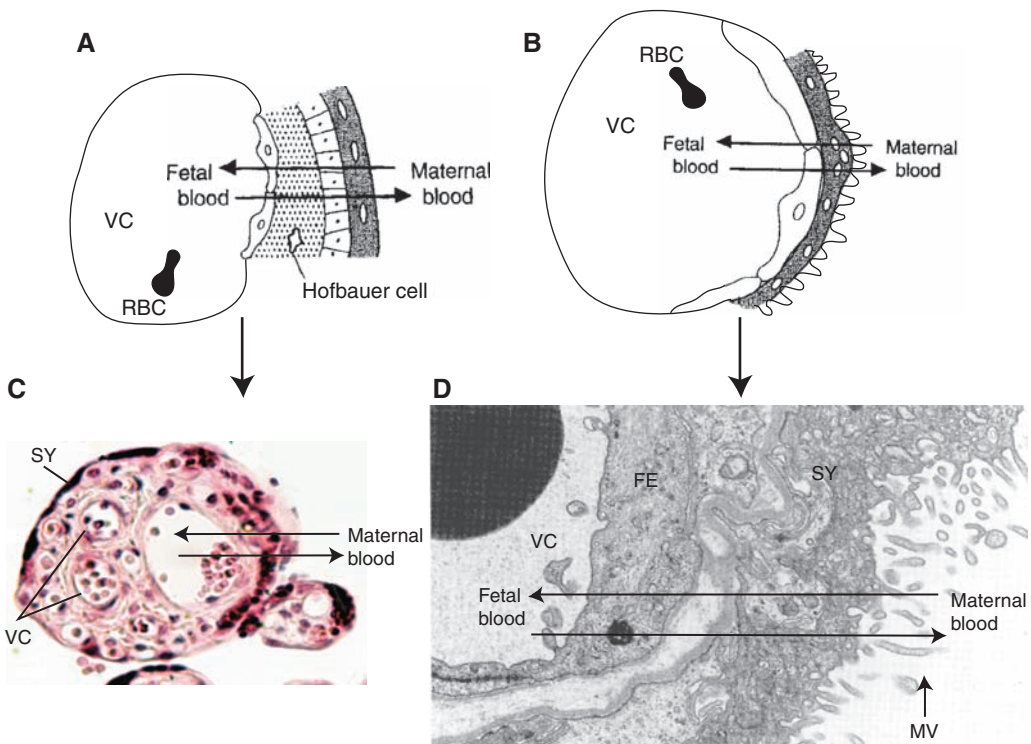 A
VC
RBC
Fetal
blood
Maternal
blood
Hofbauer cell
B
RBC
VC
Fetal
blood
Maternal
blood
C
SY
VC
Maternal
blood
D
FE
SY
VC
Fetal
blood
Maternal
blood
MV